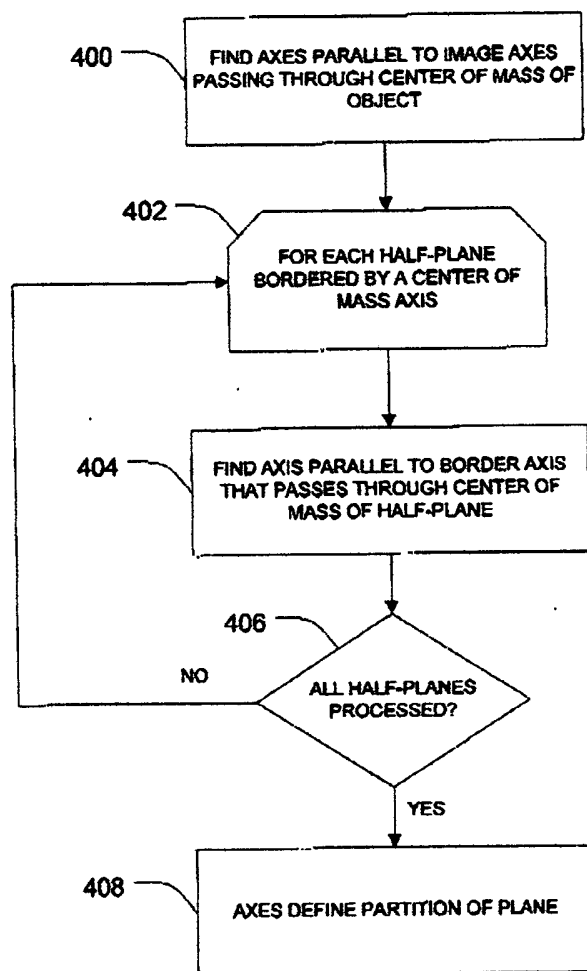 400
FIND AXES PARALLEL TO IMAGE AXES
PASSING THROUGH CENTER OF MASS OF
OBJECT
402
FOR EACH HALF-PLANE
BORDERED BY A CENTER OF
MASS AXIS
404
FIND AXIS PARALLEL TO BORDER AXIS
THAT PASSES THROUGH CENTER OF
MASS OF HALF-PLANE
406
NO
ALL HALF-PLANES
PROCESSED?
YES
408
AXES DEFINE PARTITION OF PLANE